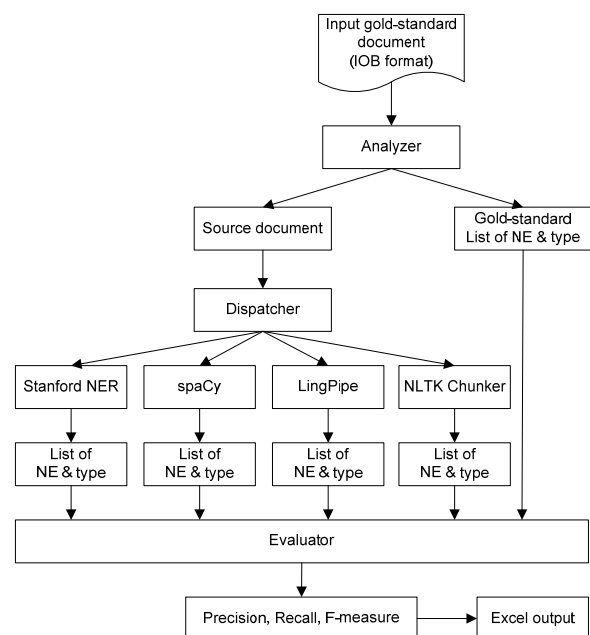 Input gold-standard
document
(IOB format)
Analyzer
Source document
Gold-standard
List of NE & type
Dispatcher
Stanford NER
spaCy
LingPipe
NLTK Chunker
List of
NE & type
List of
NE & type
List of
NE & type
List of
NE & type
Evaluator
Precision, Recall, F-measure
Excel output